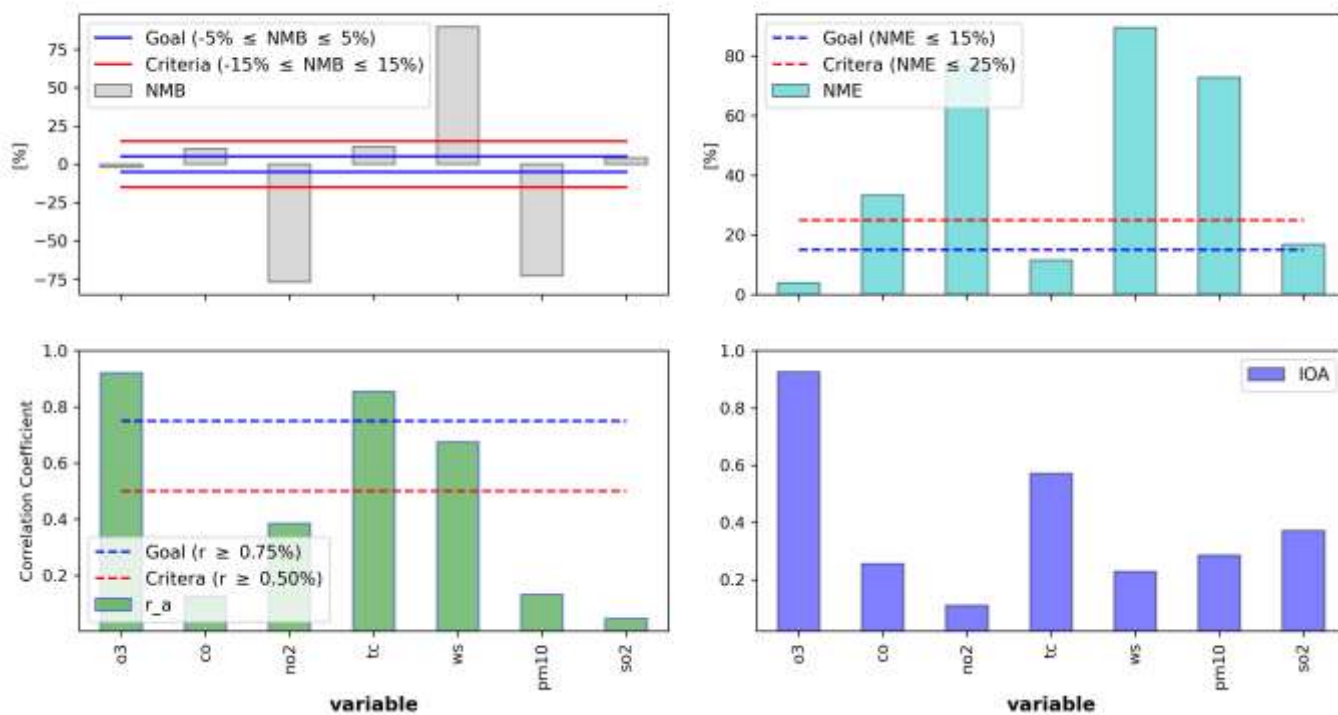 Goal (-5% ≤ NMB ≤ 5%)
Criteria (-15% ≤ NMB ≤ 15%)
NMB
[%]
75
50
25
0
−25
−50
−75
Goal (NME ≤ 15%)
Critera (NME ≤ 25%)
NME
[%]
80
60
40
20
0
Correlation Coefficient
1.0
0.8
0.6
0.4
0.2
Goal (r ≥ 0.75%)
Critera (r ≥ 0.50%)
r_a
o3
co
no2
tc
ws
pm10
so2
variable
IOA
1.0
0.8
0.6
0.4
0.2
o3
co
no2
tc
ws
pm10
so2
variable